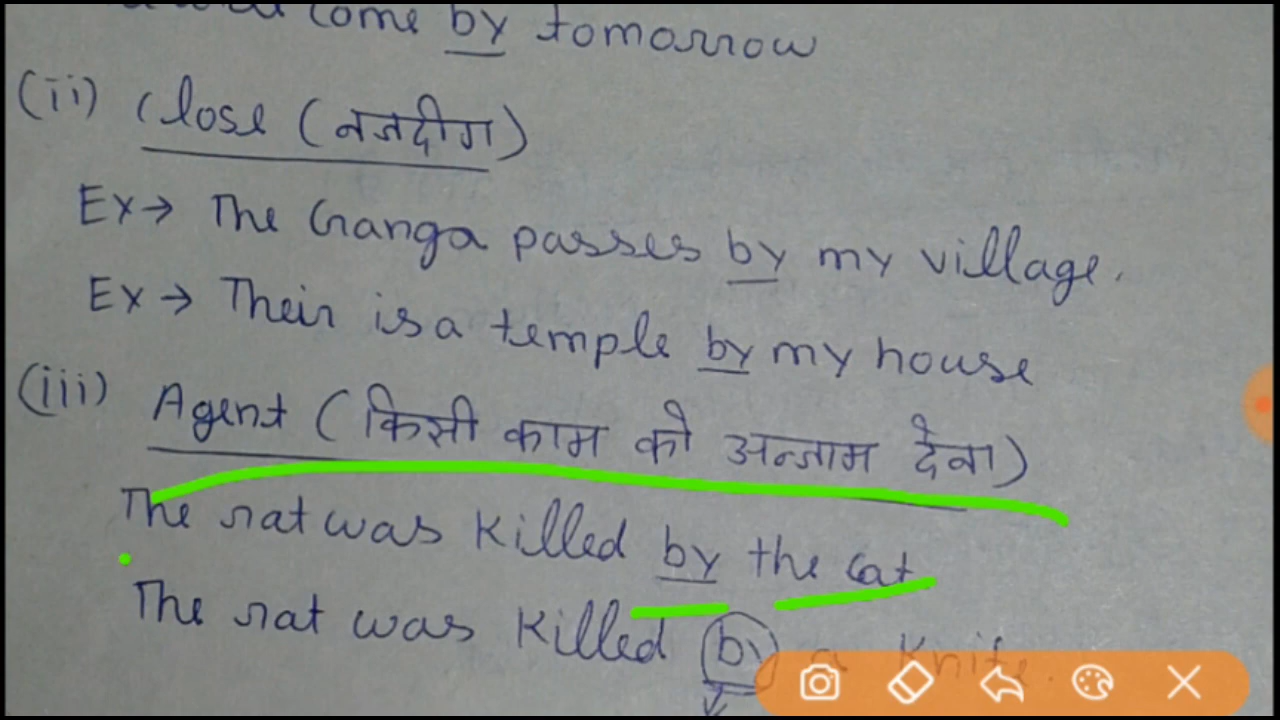 come by tomorrow
(ii) Close (नजदीग)
Ex→ The Ganga passes by my village.
Ex → Their is a temple by my house
(iii) Agent (किसी काम को अन्जाम देना)
The rat was killed by the cat
The rat was killed by a knife.